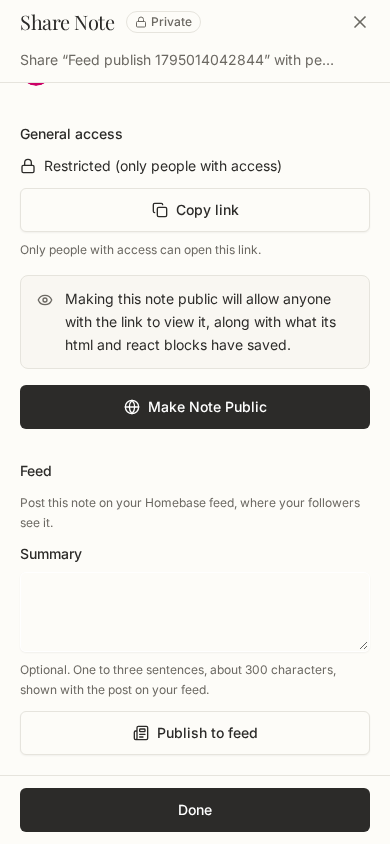 Share Note
Private
Share “Feed publish 1795014042844” with pe…
General access
Restricted (only people with access)
Copy link
Only people with access can open this link.
Making this note public will allow anyone
with the link to view it, along with what its
html and react blocks have saved.
Make Note Public
Feed
Post this note on your Homebase feed, where your followers
see it.
Summary
Optional. One to three sentences, about 300 characters,
shown with the post on your feed.
Publish to feed
Done